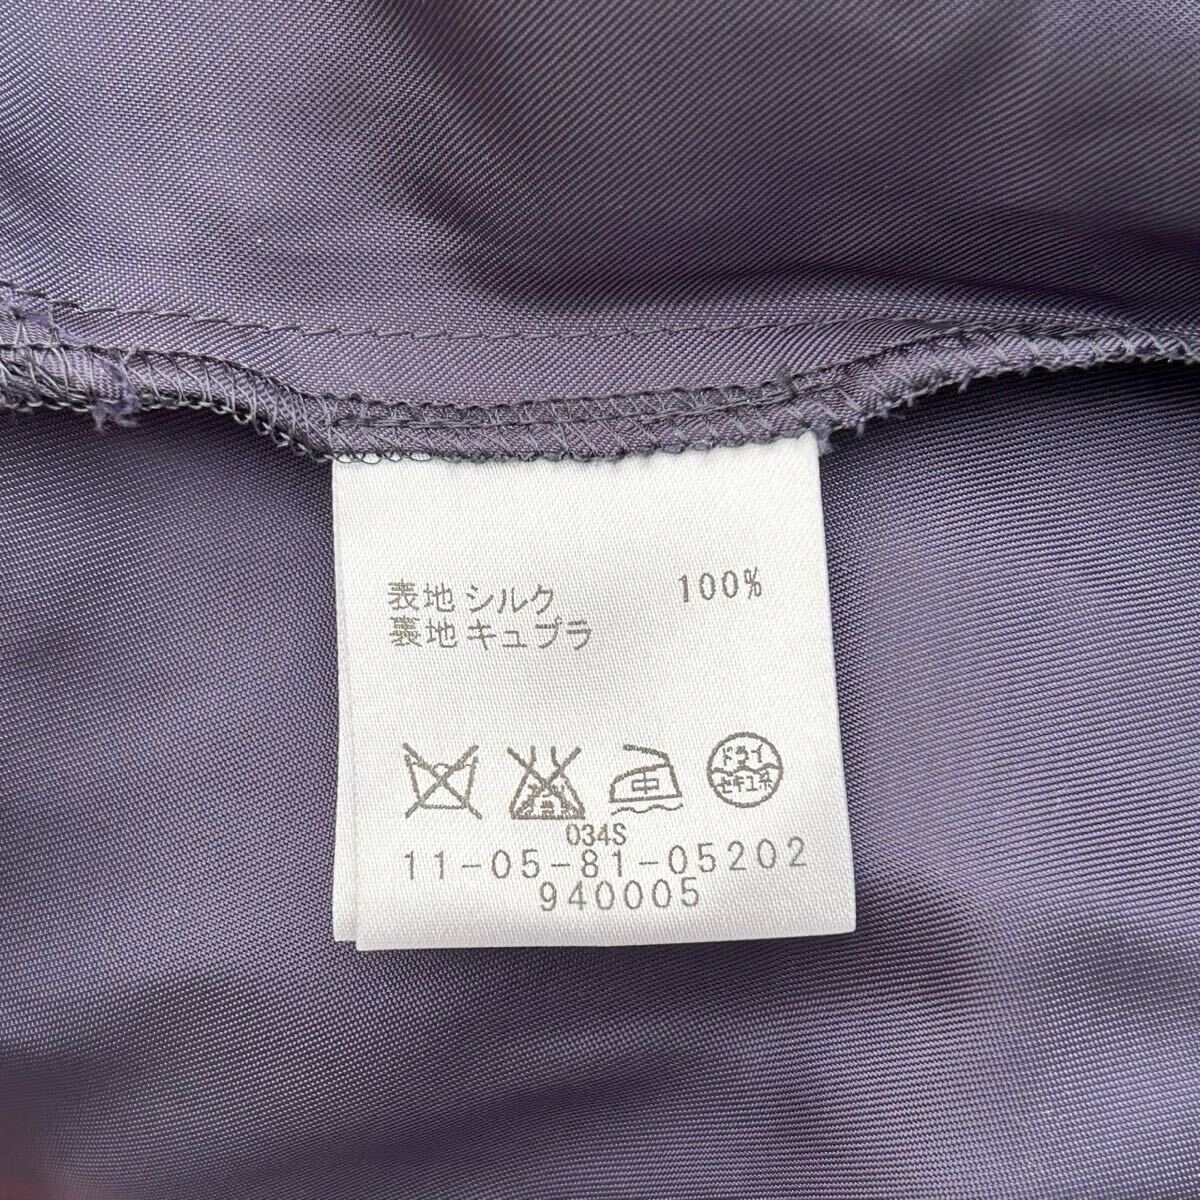 表地 シルク 100%
裏地 キュプラ
中
ドライ
セキユ系
034S
11-05-81-05202
940005